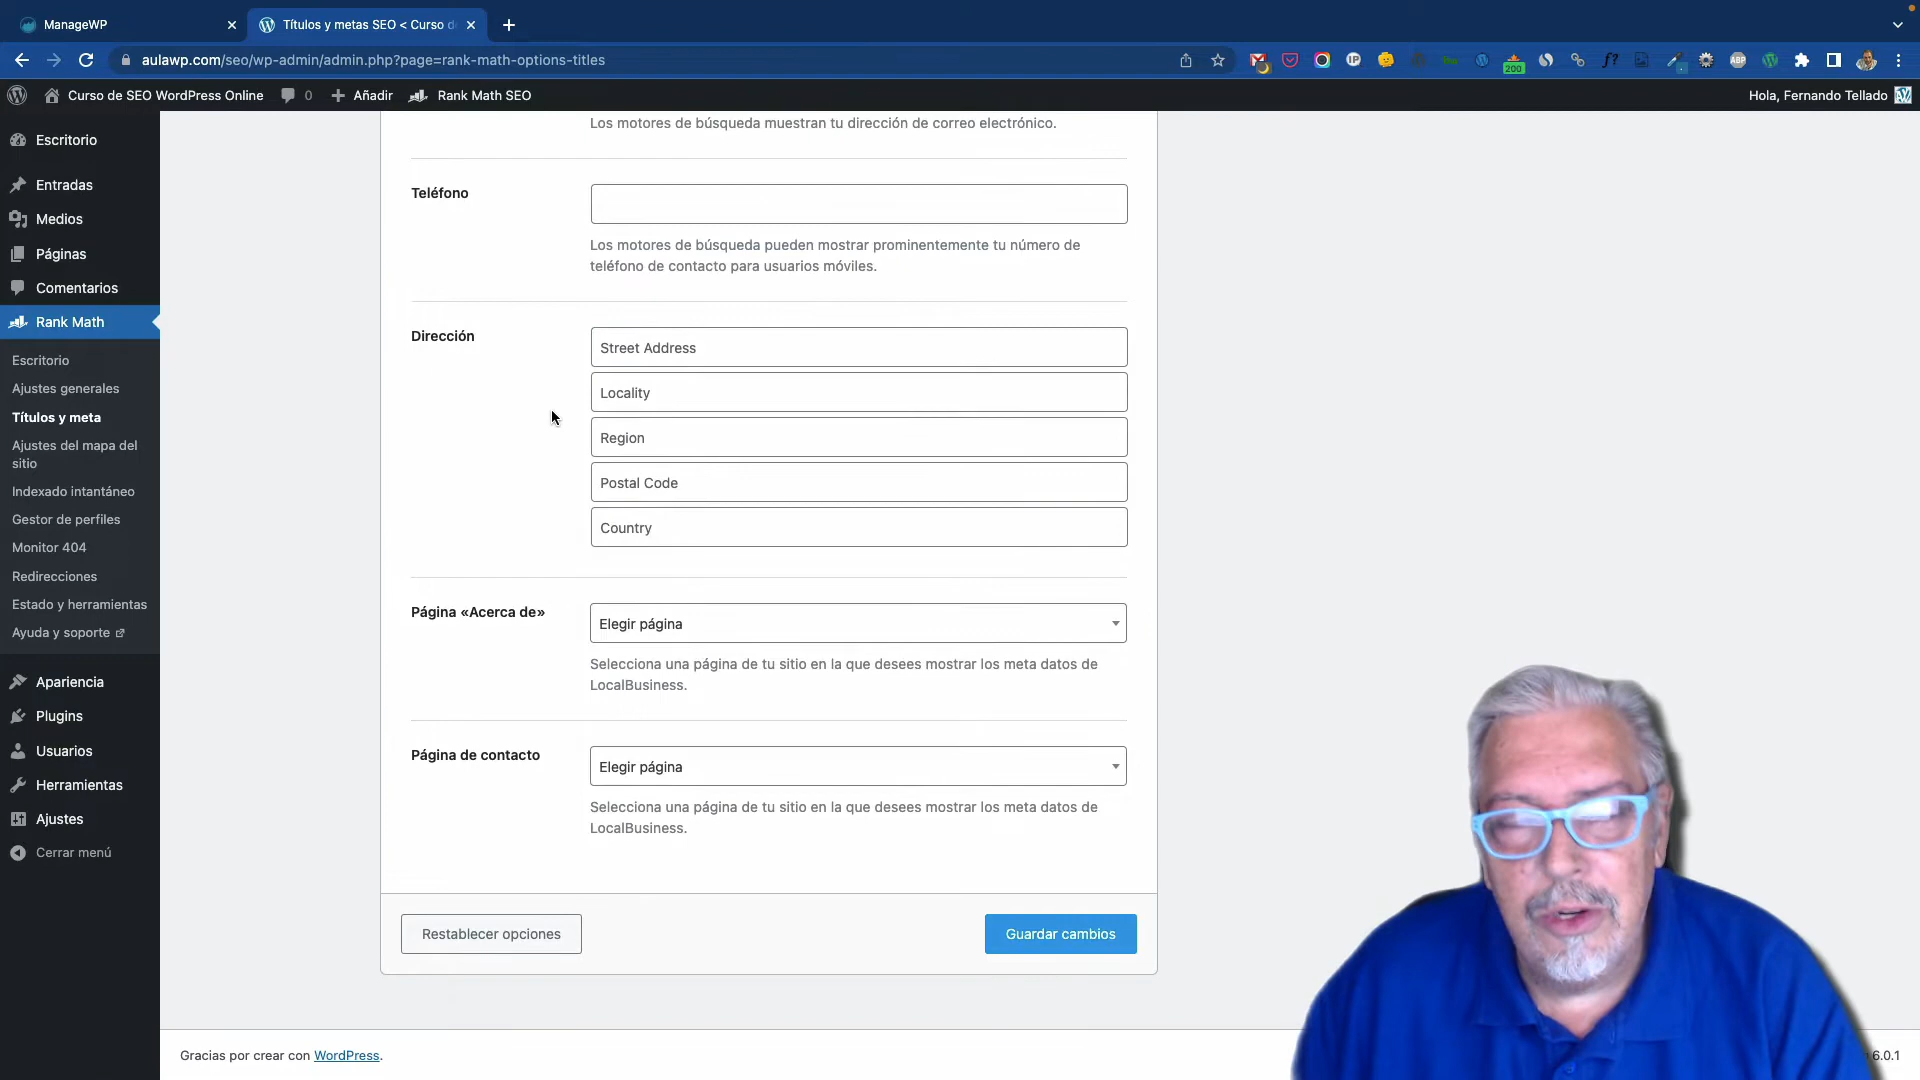 ManageWP
Títulos y metas SEO < Curso de
aulawp.com/seo/wp-admin/admin.php?page=rank-math-options-titles
200
IP
ABP
f?
Curso de SEO WordPress Online
0
Añadir
Rank Math SEO
Hola, Fernando Tellado
Escritorio
Entradas
Medios
Páginas
Comentarios
Rank Math
Escritorio
Ajustes generales
Títulos y meta
Ajustes del mapa del
sitio
Indexado instantáneo
Gestor de perfiles
Monitor 404
Redirecciones
Estado y herramientas
Ayuda y soporte
Apariencia
Plugins
Usuarios
Herramientas
Ajustes
Cerrar menú
Los motores de búsqueda muestran tu dirección de correo electrónico.
Teléfono
Los motores de búsqueda pueden mostrar prominentemente tu número de
teléfono de contacto para usuarios móviles.
Dirección
Street Address
Locality
Region
Postal Code
Country
Página «Acerca de»
Elegir página
Selecciona una página de tu sitio en la que desees mostrar los meta datos de
LocalBusiness.
Página de contacto
Elegir página
Selecciona una página de tu sitio en la que desees mostrar los meta datos de
LocalBusiness.
Restablecer opciones
Guardar cambios
Gracias por crear con WordPress.
6.0.1